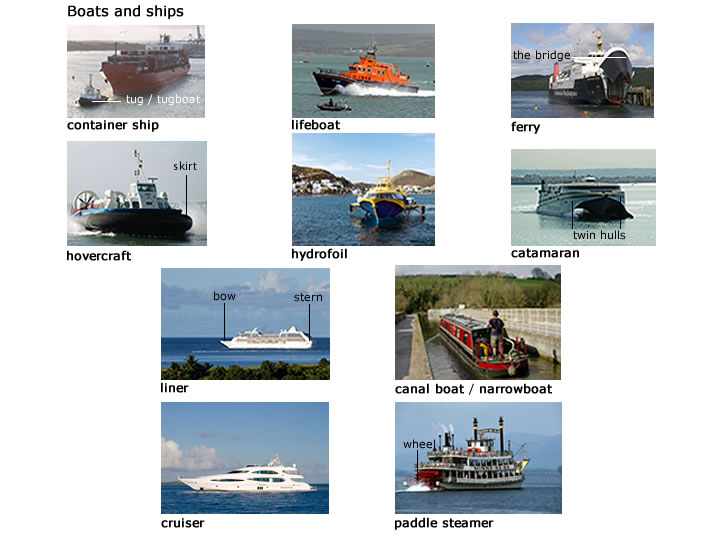 Boats and ships
tug / tugboat
container ship
lifeboat
the bridge
ferry
skirt
hovercraft
hydrofoil
twin hulls
catamaran
bow
stern
liner
canal boat / narrowboat
cruiser
wheel
paddle steamer